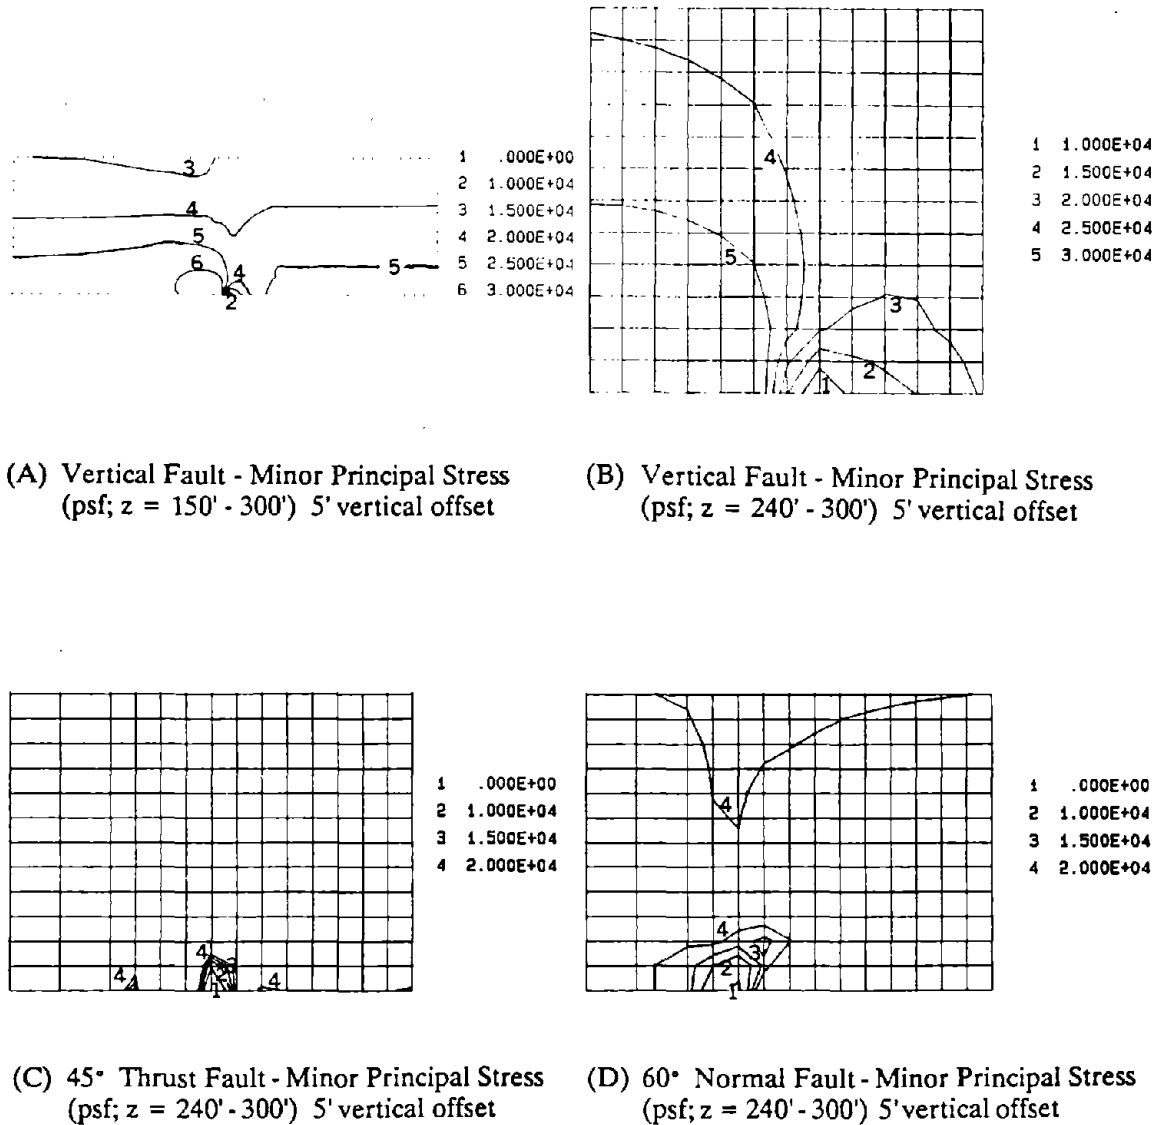 3
4
5
6
4
2
5
1 .000E+00
2 1.000E+04
3 1.500E+04
4 2.000E+04
5 2.500E+04
6 3.000E+04
4
5
3
2
1
1 1.000E+04
2 1.500E+04
3 2.000E+04
4 2.500E+04
5 3.000E+04
(A) Vertical Fault - Minor Principal Stress
(psf; z = 150' - 300') 5' vertical offset
(B) Vertical Fault - Minor Principal Stress
(psf; z = 240' - 300') 5' vertical offset
4
4
3
2
1
4
1 .000E+00
2 1.000E+04
3 1.500E+04
4 2.000E+04
4
4
3
2
1
1 .000E+00
2 1.000E+04
3 1.500E+04
4 2.000E+04
(C) 45° Thrust Fault - Minor Principal Stress
(psf; z = 240' - 300') 5' vertical offset
(D) 60° Normal Fault - Minor Principal Stress
(psf; z = 240' - 300') 5' vertical offset